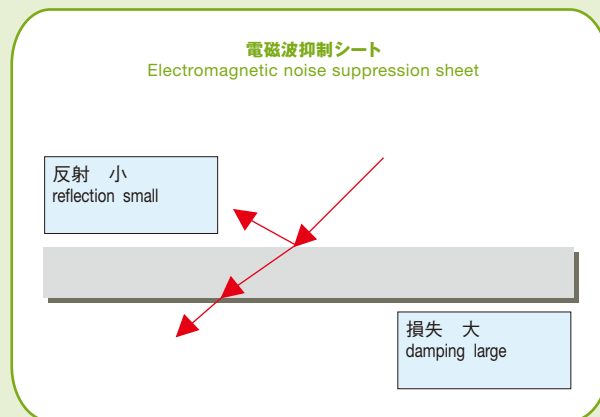 電磁波抑制シート
Electromagnetic noise suppression sheet
反射　小
reflection small
損失　大
damping large